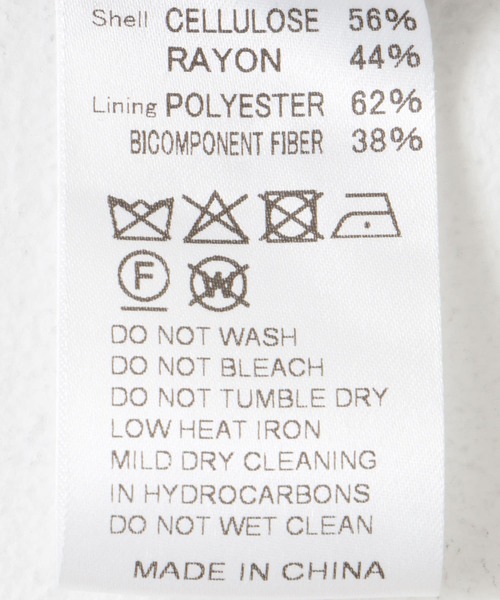 Shell CELLULOSE 56%
RAYON 44%
Lining POLYESTER 62%
BICOMPONENT FIBER 38%
F W
DO NOT WASH
DO NOT BLEACH
DO NOT TUMBLE DRY
LOW HEAT IRON
MILD DRY CLEANING
IN HYDROCARBONS
DO NOT WET CLEAN
MADE IN CHINA